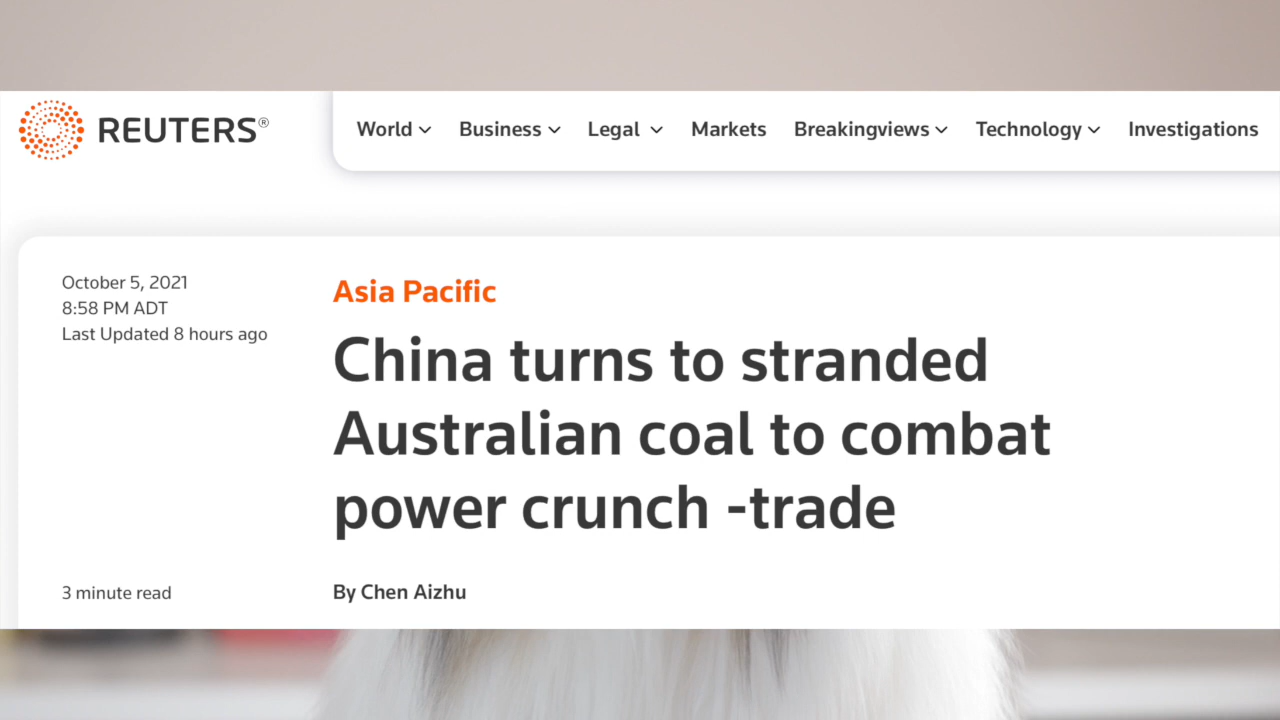 REUTERS®
World Business Legal Markets Breakingviews Technology Investigations
October 5, 2021
8:58 PM ADT
Last Updated 8 hours ago
3 minute read
Asia Pacific
China turns to stranded
Australian coal to combat
power crunch -trade
By Chen Aizhu